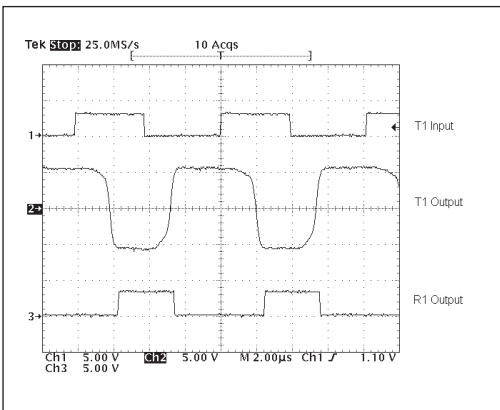 Tek Stop: 25.0MS/s 10 Acqs
T
1→
T1 Input
2→
T1 Output
3→
R1 Output
Ch1 5.00 V Ch2 5.00 V M 2.00µs Ch1 ƒ 1.10 V
Ch3 5.00 V